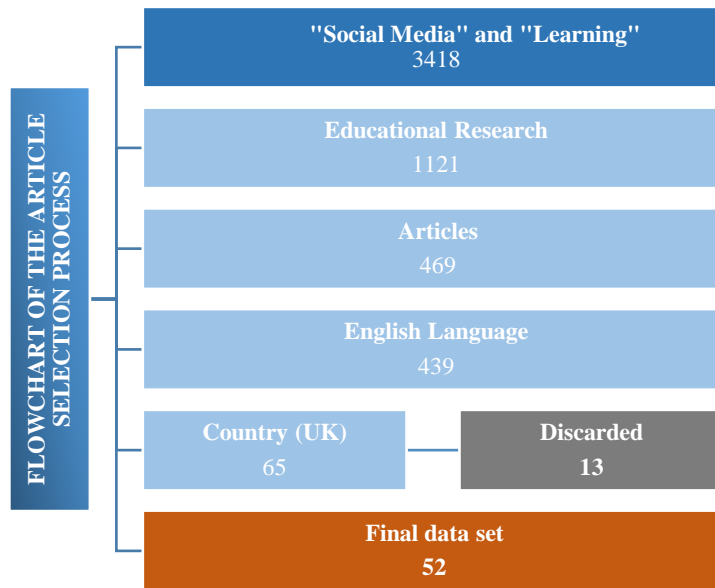 FLOWCHART OF THE ARTICLE
SELECTION PROCESS
"Social Media" and "Learning"
3418
Educational Research
1121
Articles
469
English Language
439
Country (UK)
65
Discarded
13
Final data set
52